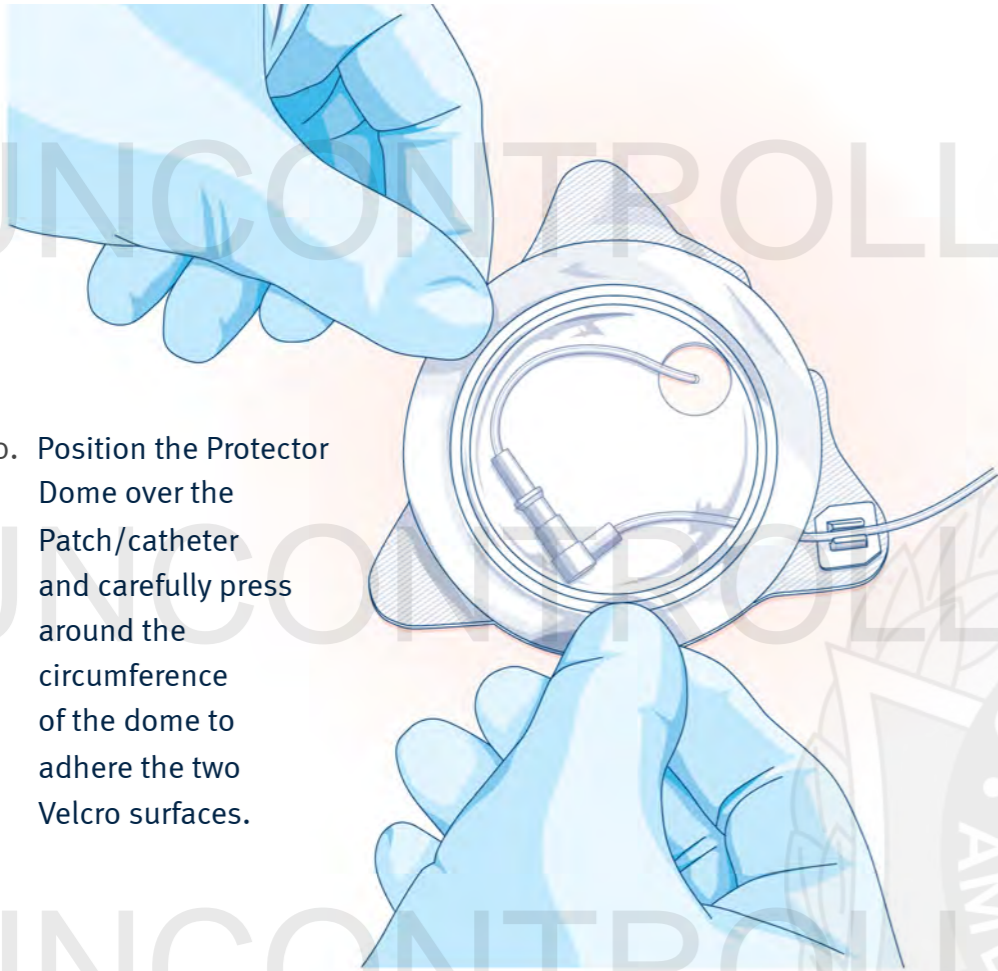 UNCONTROLL
o. Position the Protector
Dome over the
Patch/catheter
and carefully press
UNCONTROLL
around the
circumference
of the dome to
adhere the two
Velcro surfaces.
AM
UNCONTROLL